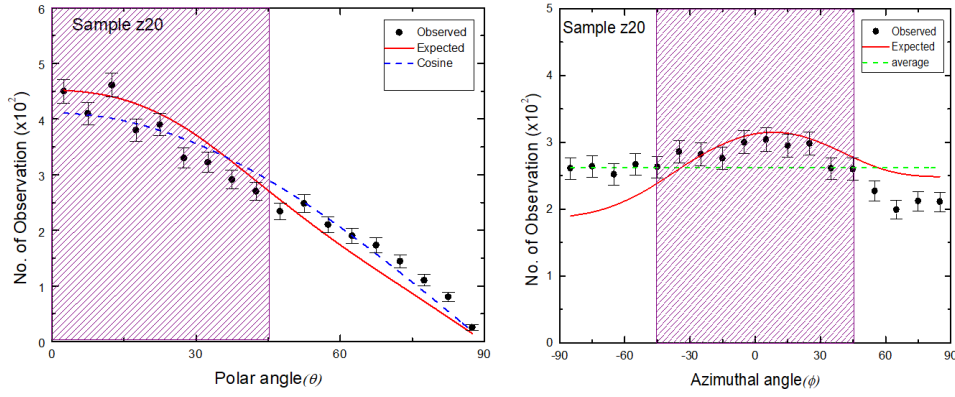 Sample z20
Observed
Expected
Cosine
No. of Observation (x10²)
6
5
4
3
2
1
0
0
30
60
90
Polar angle(θ)
Sample z20
Observed
Expected
average
No. of Observation (x10²)
5
4
3
2
1
0
-90
-60
-30
0
30
60
90
Azimuthal angle(ϕ)